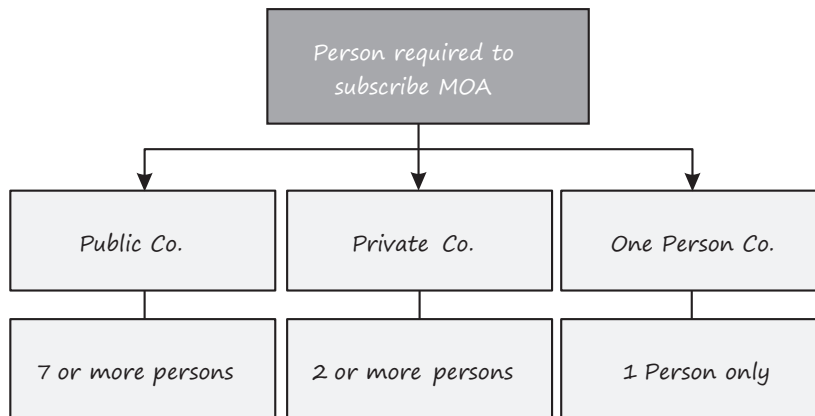 Person required to
subscribe MOA
Public Co.
Private Co.
One Person Co.
7 or more persons
2 or more persons
1 Person only